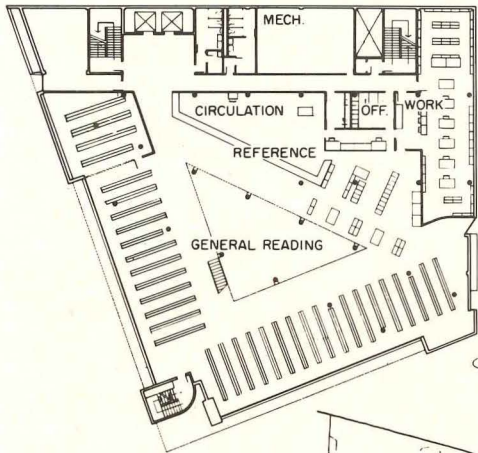 MECH.
CIRCULATION
OFF.
WORK
REFERENCE
GENERAL READING